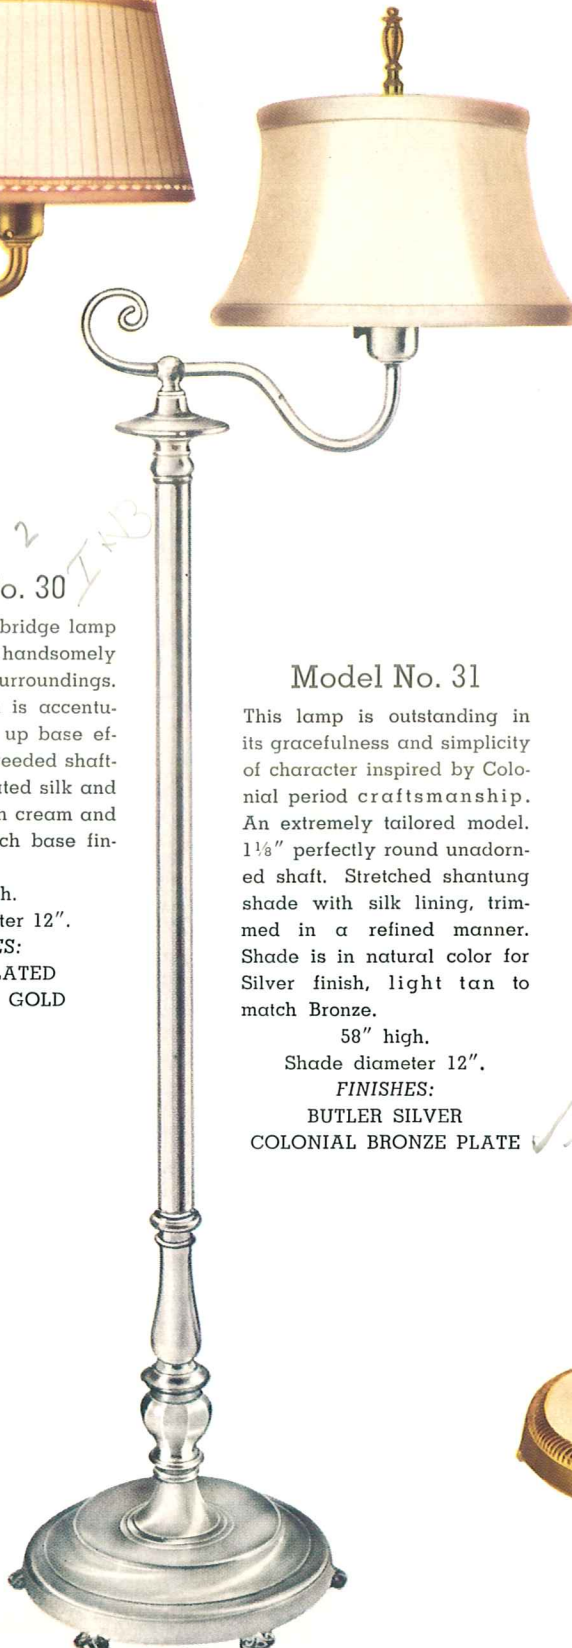 2
INB
o. 30
bridge lamp
handsomely
urroundings.
is accentu-
up base ef-
eeded shaft-
ted silk and
n cream and
ch base fin-
h.
ter 12".
ES:
LATED
GOLD
Model No. 31
This lamp is outstanding in
its gracefulness and simplicity
of character inspired by Colo-
nial period craftsmanship.
An extremely tailored model.
1⅛" perfectly round unadorn-
ed shaft. Stretched shantung
shade with silk lining, trim-
med in a refined manner.
Shade is in natural color for
Silver finish, light tan to
match Bronze.
58" high.
Shade diameter 12".
FINISHES:
BUTLER SILVER
COLONIAL BRONZE PLATE